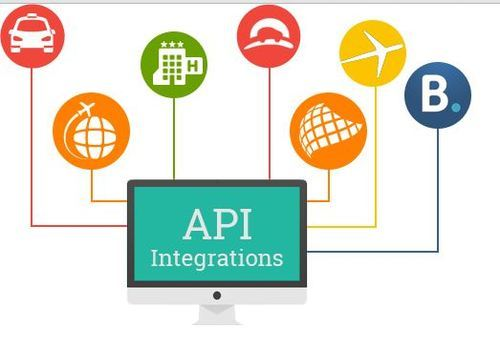 H
B.
API
Integrations